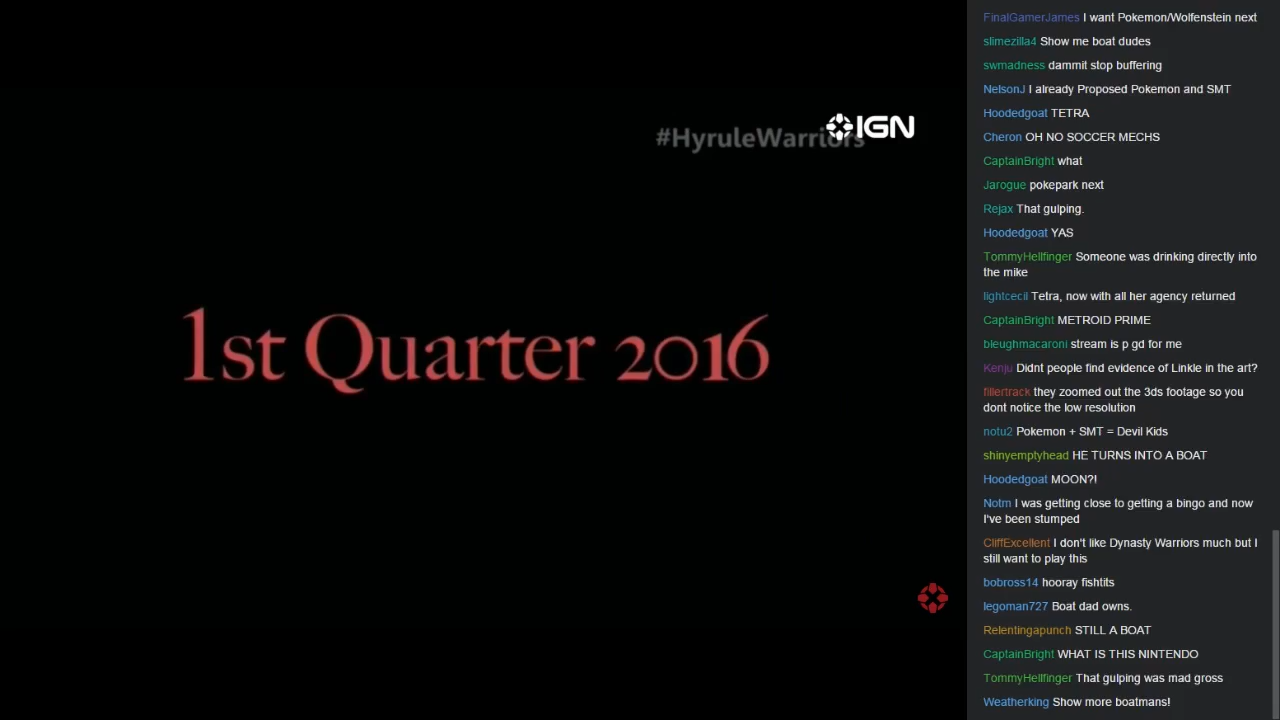 #HyruleWarriors
IGN
1st Quarter 2016
FinalGamerJames I want Pokemon/Wolfenstein next
slimezilla4 Show me boat dudes
swmadness dammit stop buffering
NelsonJ I already Proposed Pokemon and SMT
Hoodedgoat TETRA
Cheron OH NO SOCCER MECHS
CaptainBright what
Jarogue pokepark next
Rejax That gulping.
Hoodedgoat YAS
TommyHellfinger Someone was drinking directly into
the mike
lightcecil Tetra, now with all her agency returned
CaptainBright METROID PRIME
bleughmacaroni stream is p gd for me
Kenju Didnt people find evidence of Linkle in the art?
fillertrack they zoomed out the 3ds footage so you
dont notice the low resolution
notu2 Pokemon + SMT = Devil Kids
shinyemptyhead HE TURNS INTO A BOAT
Hoodedgoat MOON?!
Notm I was getting close to getting a bingo and now
I've been stumped
CliffExcellent I don't like Dynasty Warriors much but I
still want to play this
bobross14 hooray fishtits
legoman727 Boat dad owns.
Relentingapunch STILL A BOAT
CaptainBright WHAT IS THIS NINTENDO
TommyHellfinger That gulping was mad gross
Weatherking Show more boatmans!